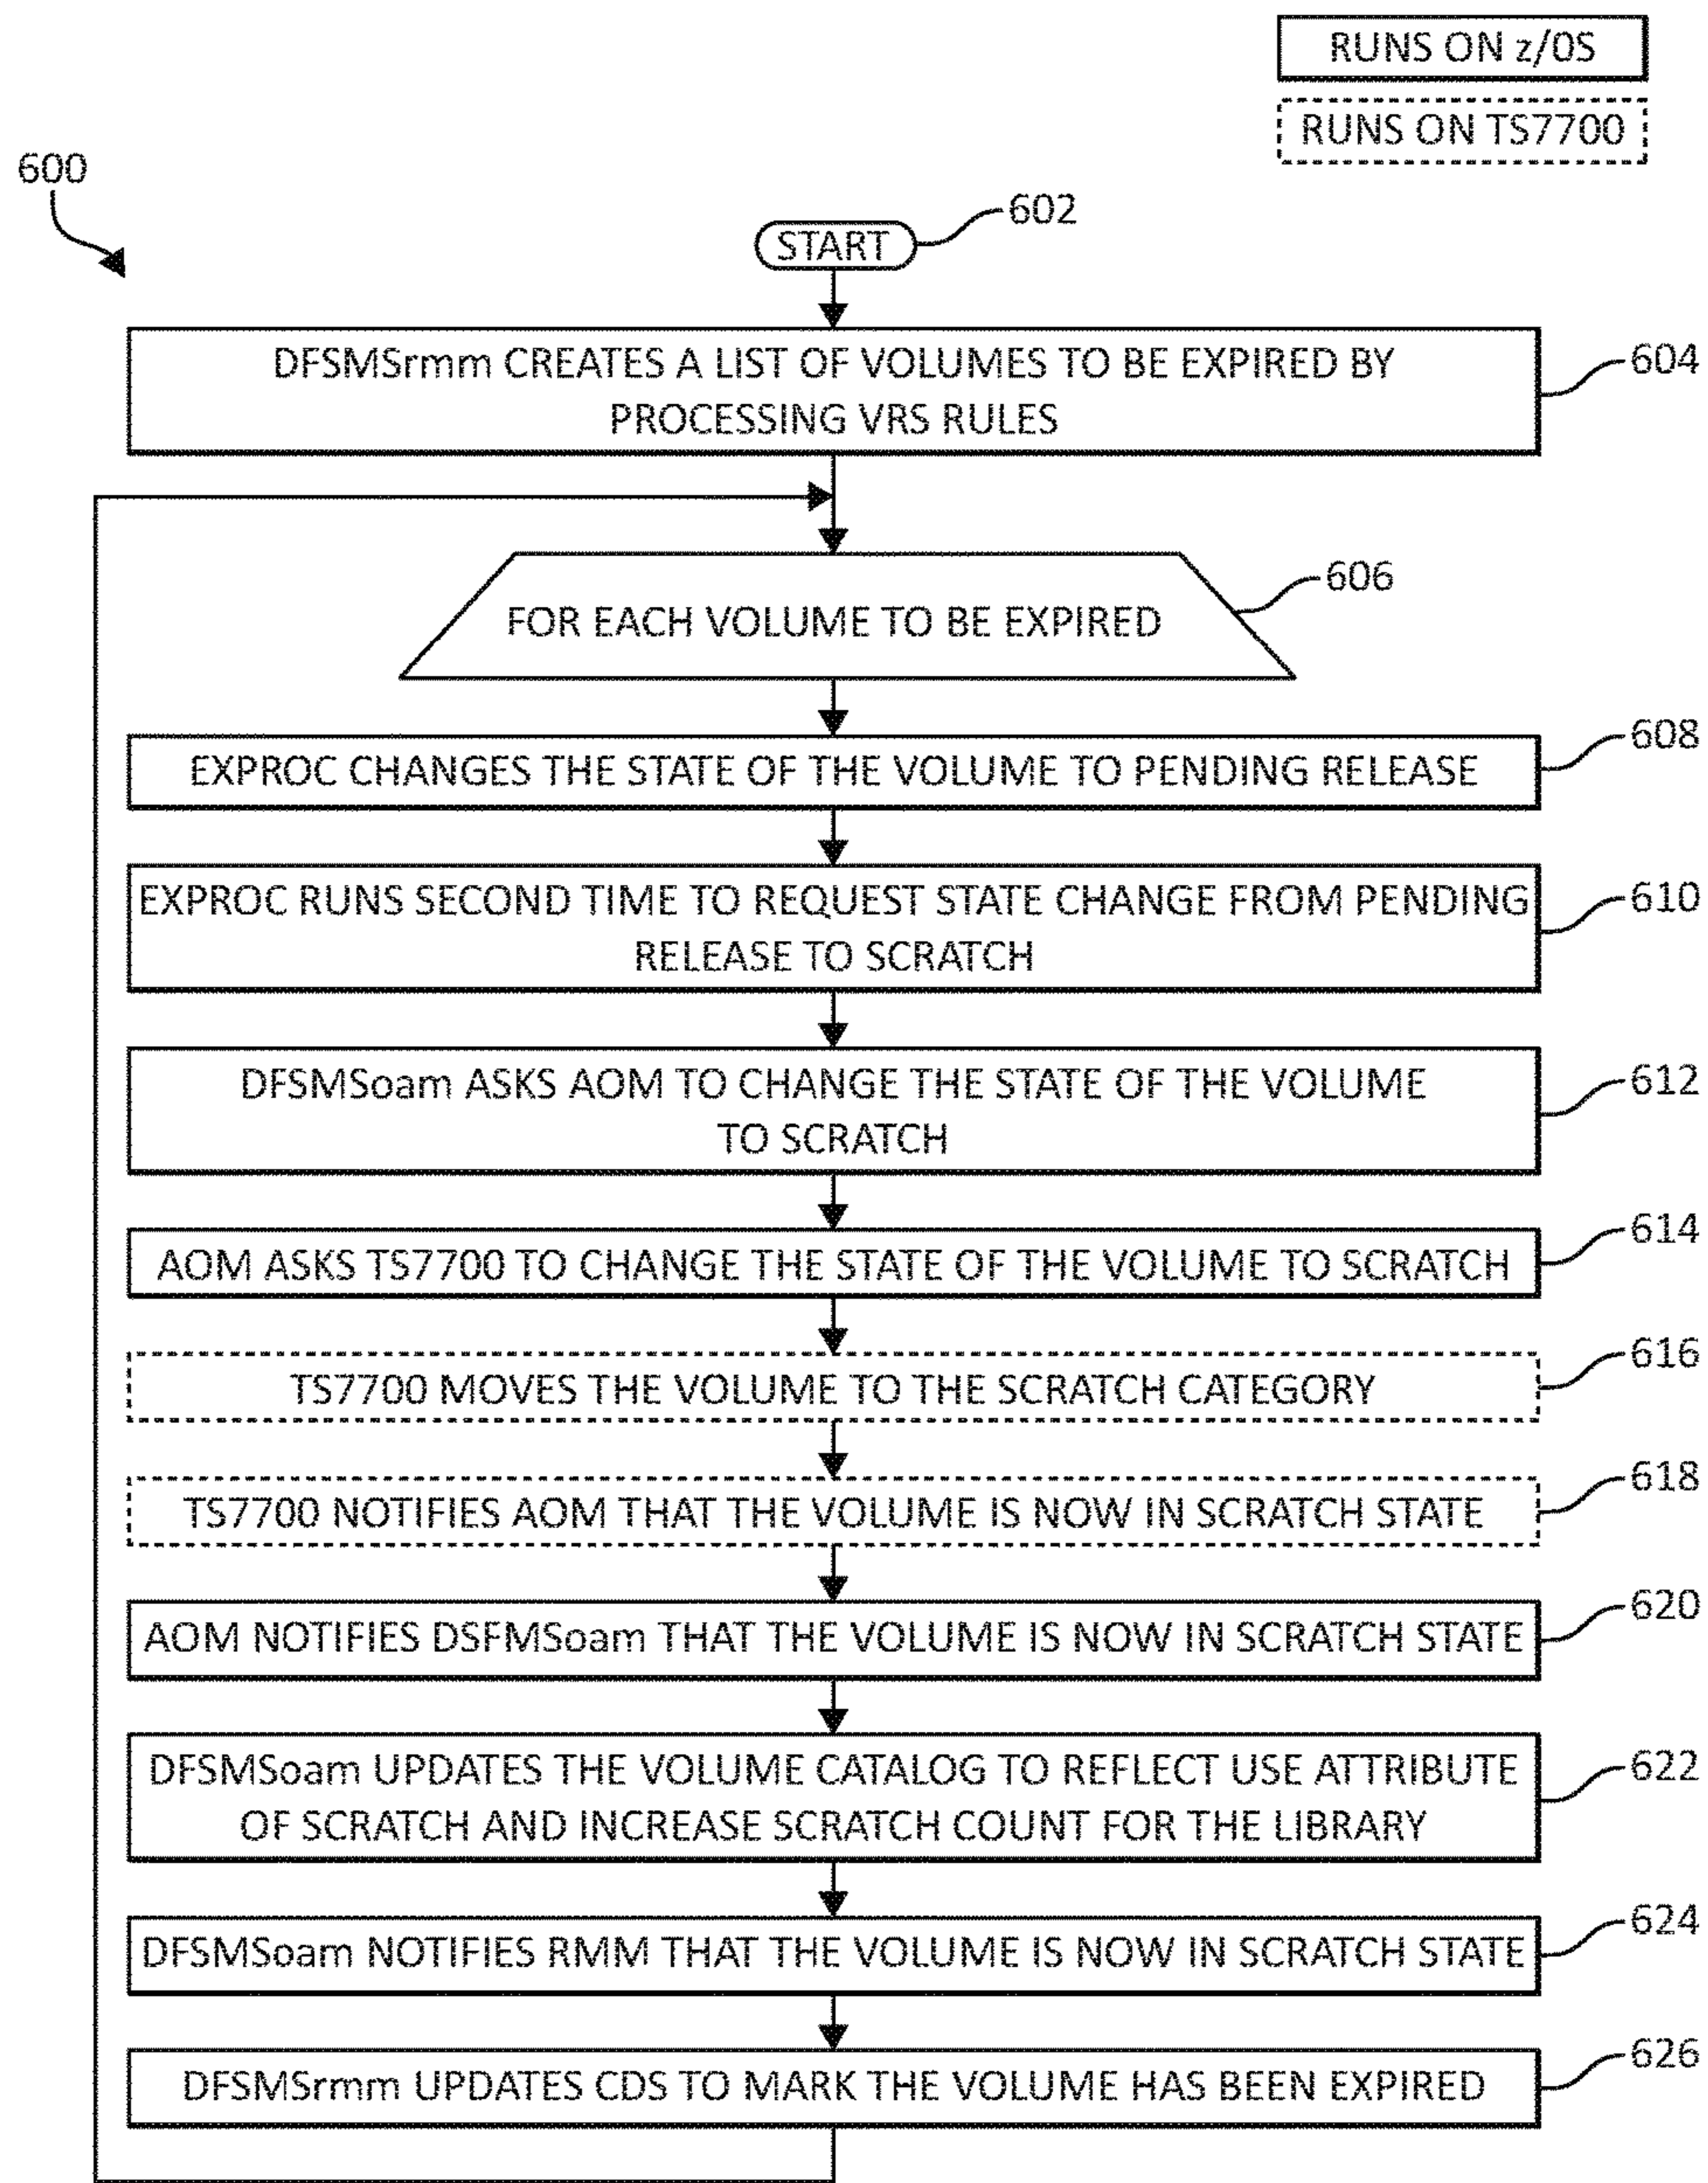 RUNS ON z/0S
RUNS ON TS7700
600
602
START
604
DFSMSrmm CREATES A LIST OF VOLUMES TO BE EXPIRED BY
PROCESSING VRS RULES
606
FOR EACH VOLUME TO BE EXPIRED
608
EXPROC CHANGES THE STATE OF THE VOLUME TO PENDING RELEASE
610
EXPROC RUNS SECOND TIME TO REQUEST STATE CHANGE FROM PENDING
RELEASE TO SCRATCH
612
DFSMSoam ASKS AOM TO CHANGE THE STATE OF THE VOLUME
TO SCRATCH
614
AOM ASKS TS7700 TO CHANGE THE STATE OF THE VOLUME TO SCRATCH
616
TS7700 MOVES THE VOLUME TO THE SCRATCH CATEGORY
618
TS7700 NOTIFIES AOM THAT THE VOLUME IS NOW IN SCRATCH STATE
620
AOM NOTIFIES DSFMSoam THAT THE VOLUME IS NOW IN SCRATCH STATE
622
DFSMSoam UPDATES THE VOLUME CATALOG TO REFLECT USE ATTRIBUTE
OF SCRATCH AND INCREASE SCRATCH COUNT FOR THE LIBRARY
624
DFSMSoam NOTIFIES RMM THAT THE VOLUME IS NOW IN SCRATCH STATE
626
DFSMSrmm UPDATES CDS TO MARK THE VOLUME HAS BEEN EXPIRED